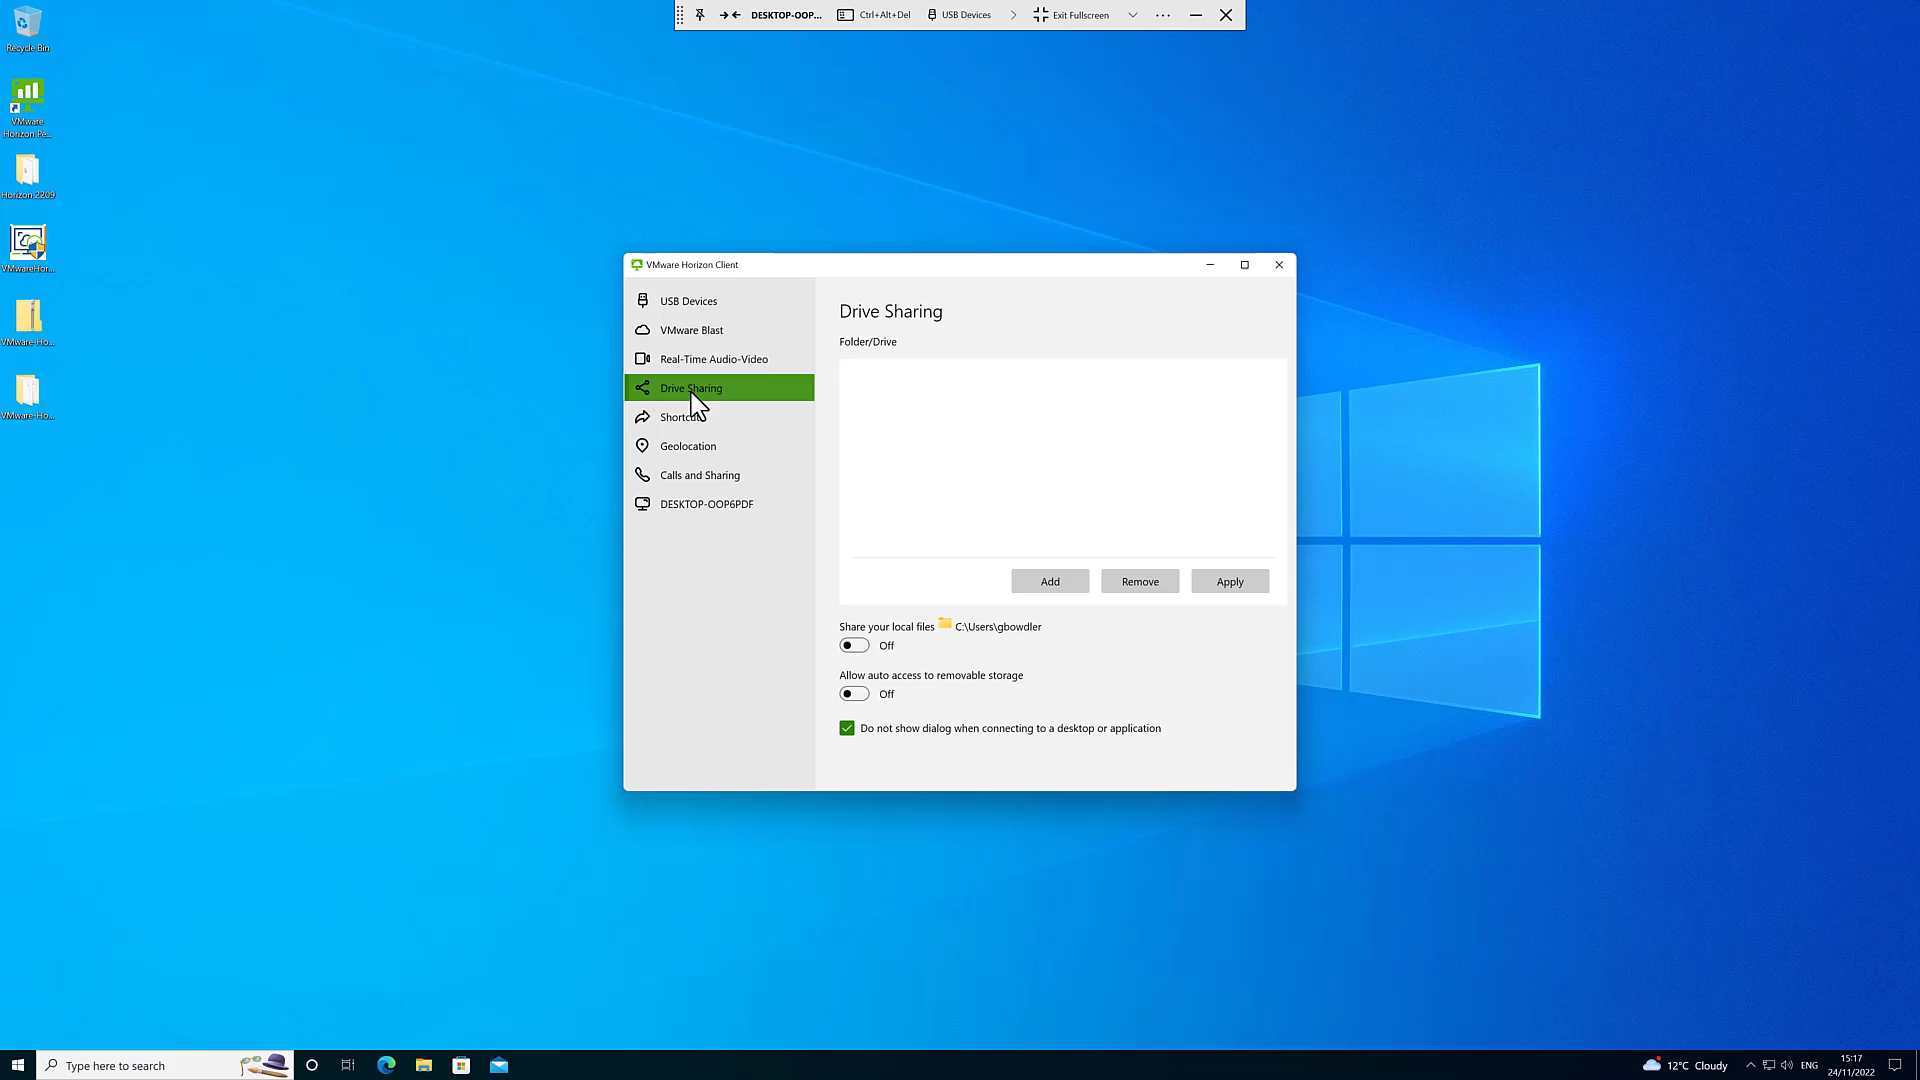 DESKTOP-OOP...
Ctrl+Alt+Del
USB Devices
Exit Fullscreen
Recycle Bin
VMware
Horizon Pe...
Horizon 2209
VMwareHor...
VMware-Ho...
VMware-Ho...
VMware Horizon Client
USB Devices
VMware Blast
Real-Time Audio-Video
Drive Sharing
Geolocation
Calls and Sharing
DESKTOP-OOP6PDF
Drive Sharing
Folder/Drive
Add
Remove
Apply
Share your local files C:\Users\gbowdler
Off
Allow auto access to removable storage
Off
Do not show dialog when connecting to a desktop or application
Type here to search
12°C Cloudy
ENG
15:17
24/11/2022